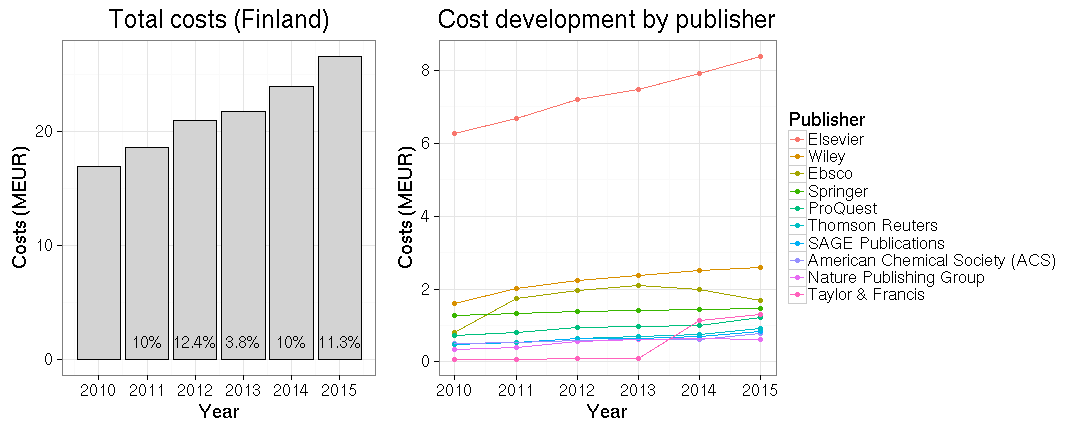 Total costs (Finland)
Costs (MEUR)
20
10
0
10%
12.4%
3.8%
10%
11.3%
2010
2011
2012
2013
2014
2015
Year
Cost development by publisher
Costs (MEUR)
8
6
4
2
0
2010
2011
2012
2013
2014
2015
Year
Publisher
Elsevier
Wiley
Ebsco
Springer
ProQuest
Thomson Reuters
SAGE Publications
American Chemical Society (ACS)
Nature Publishing Group
Taylor & Francis